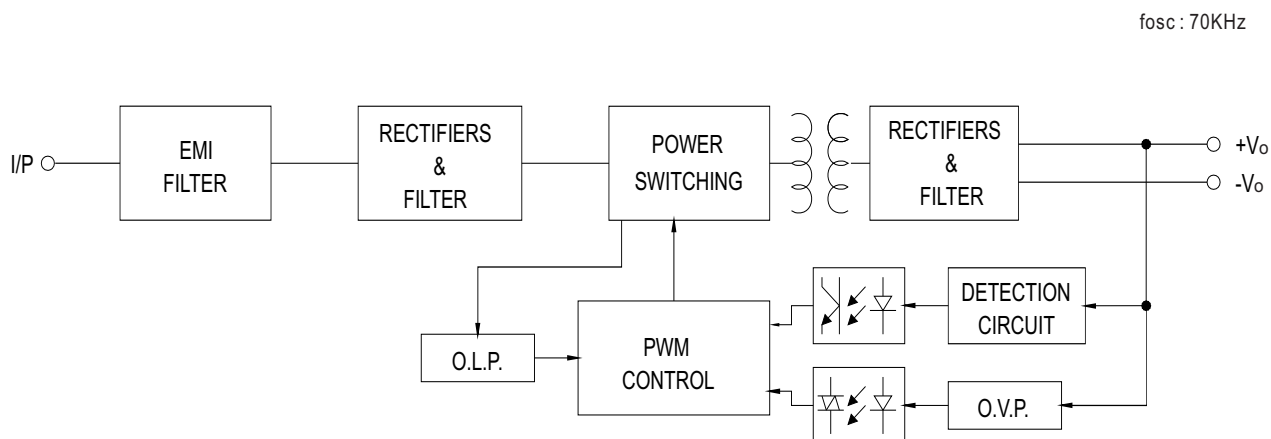 fosc : 70KHz
I/P
EMI
FILTER
RECTIFIERS
&
FILTER
POWER
SWITCHING
RECTIFIERS
&
FILTER
+Vo
-Vo
DETECTION
CIRCUIT
O.L.P.
PWM
CONTROL
O.V.P.